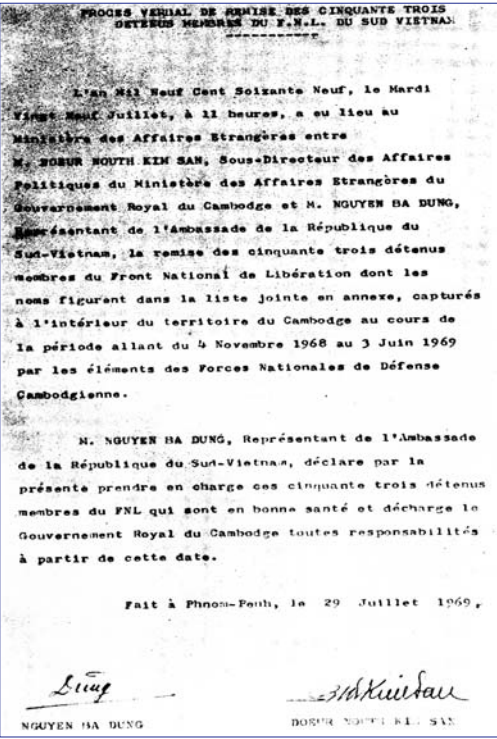 PROCES VERBAL DE REMISE DES CINQUANTE TROIS
DETENUS MEMBRES DU F.N.L. DU SUD VIETNAM
L'an Mil Neuf Cent Soixante Neuf, le Mardi
Vingt Neuf Juillet, à 11 heures, a eu lieu au
Ministère des Affaires Etrangères entre
M. DOEUR NOUTH KIM SAN, Sous-Directeur des Affaires
Politiques du Ministère des Affaires Etrangères du
Gouvernement Royal du Cambodge et M. NGUYEN BA DUNG,
Représentant de l'Ambassade de la République du
Sud-Vietnam, la remise des cinquante trois détenus
membres du Front National de Libération dont les
noms figurent dans la liste jointe en annexe, capturés
à l'intérieur du territoire du Cambodge au cours de
la période allant du 4 Novembre 1968 au 3 Juin 1969
par les éléments des Forces Nationales de Défense
Cambodgienne.
M. NGUYEN BA DUNG, Représentant de l'Ambassade
de la République du Sud-Vietnam, déclare par la
présente prendre en charge ces cinquante trois détenus
membres du FNL qui sont en bonne santé et décharge le
Gouvernement Royal du Cambodge toutes responsabilités
à partir de cette date.
Fait à Phnom-Penh, le 29 Juillet 1969,
Dũng
NGUYEN BA DUNG
DOEUR NOUTH KIM SAN